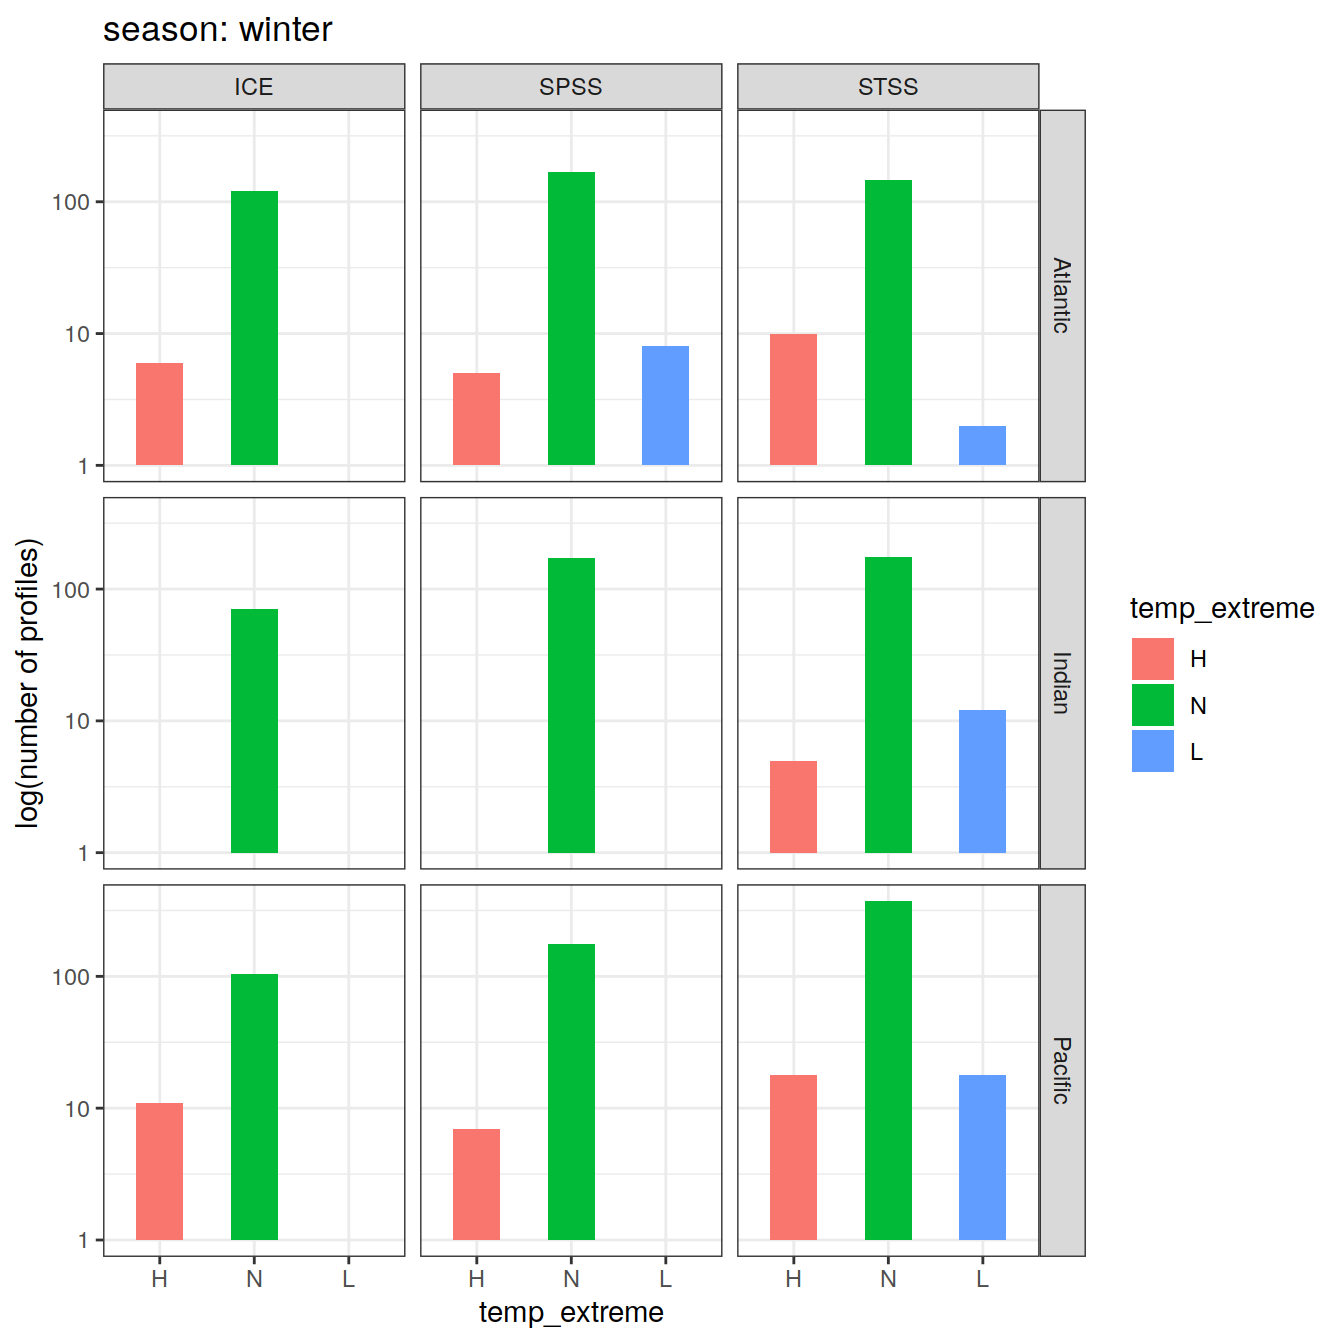 season: winter
ICE
SPSS
STSS
100
10
1
Atlantic
100
10
1
Indian
100
10
1
Pacific
H N L
H N L
H N L
temp_extreme
log(number of profiles)
temp_extreme
H
N
L